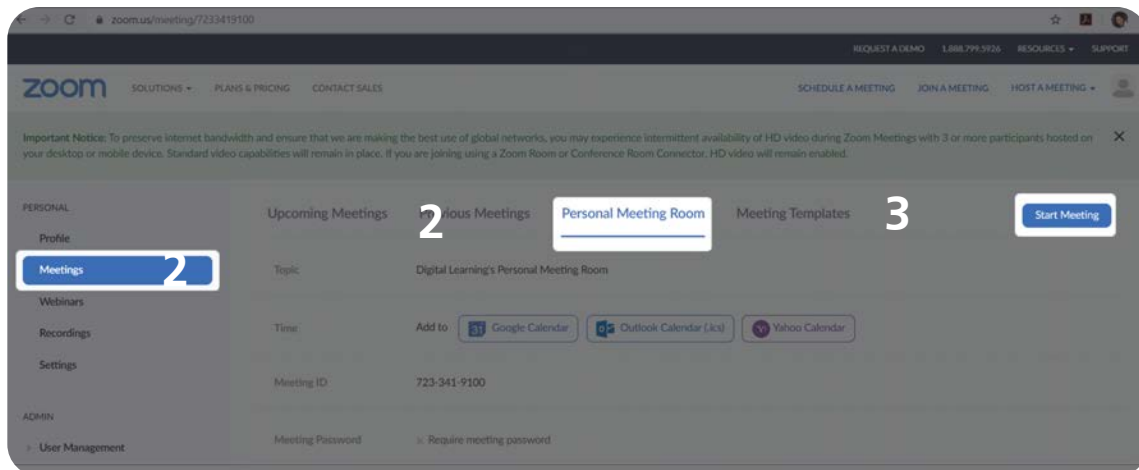 zoom.us/meeting/7233419100
REQUEST A DEMO 1.888.799.5926 RESOURCES SUPPORT
zoom SOLUTIONS PLANS & PRICING CONTACT SALES SCHEDULE A MEETING JOIN A MEETING HOST A MEETING
Important Notice: To preserve internet bandwidth and ensure that we are making the best use of global networks, you may experience intermittent availability of HD video during Zoom Meetings with 3 or more participants hosted on
your desktop or mobile device. Standard video capabilities will remain in place. If you are joining using a Zoom Room or Conference Room Connector, HD video will remain enabled.
PERSONAL
Profile
Meetings 2
Webinars
Recordings
Settings
ADMIN
User Management
Upcoming Meetings Previous Meetings 2 Personal Meeting Room Meeting Templates 3 Start Meeting
Topic Digital Learning's Personal Meeting Room
Time Add to 31 Google Calendar Outlook Calendar (.ics) Yahoo Calendar
Meeting ID 723-341-9100
Meeting Password × Require meeting password